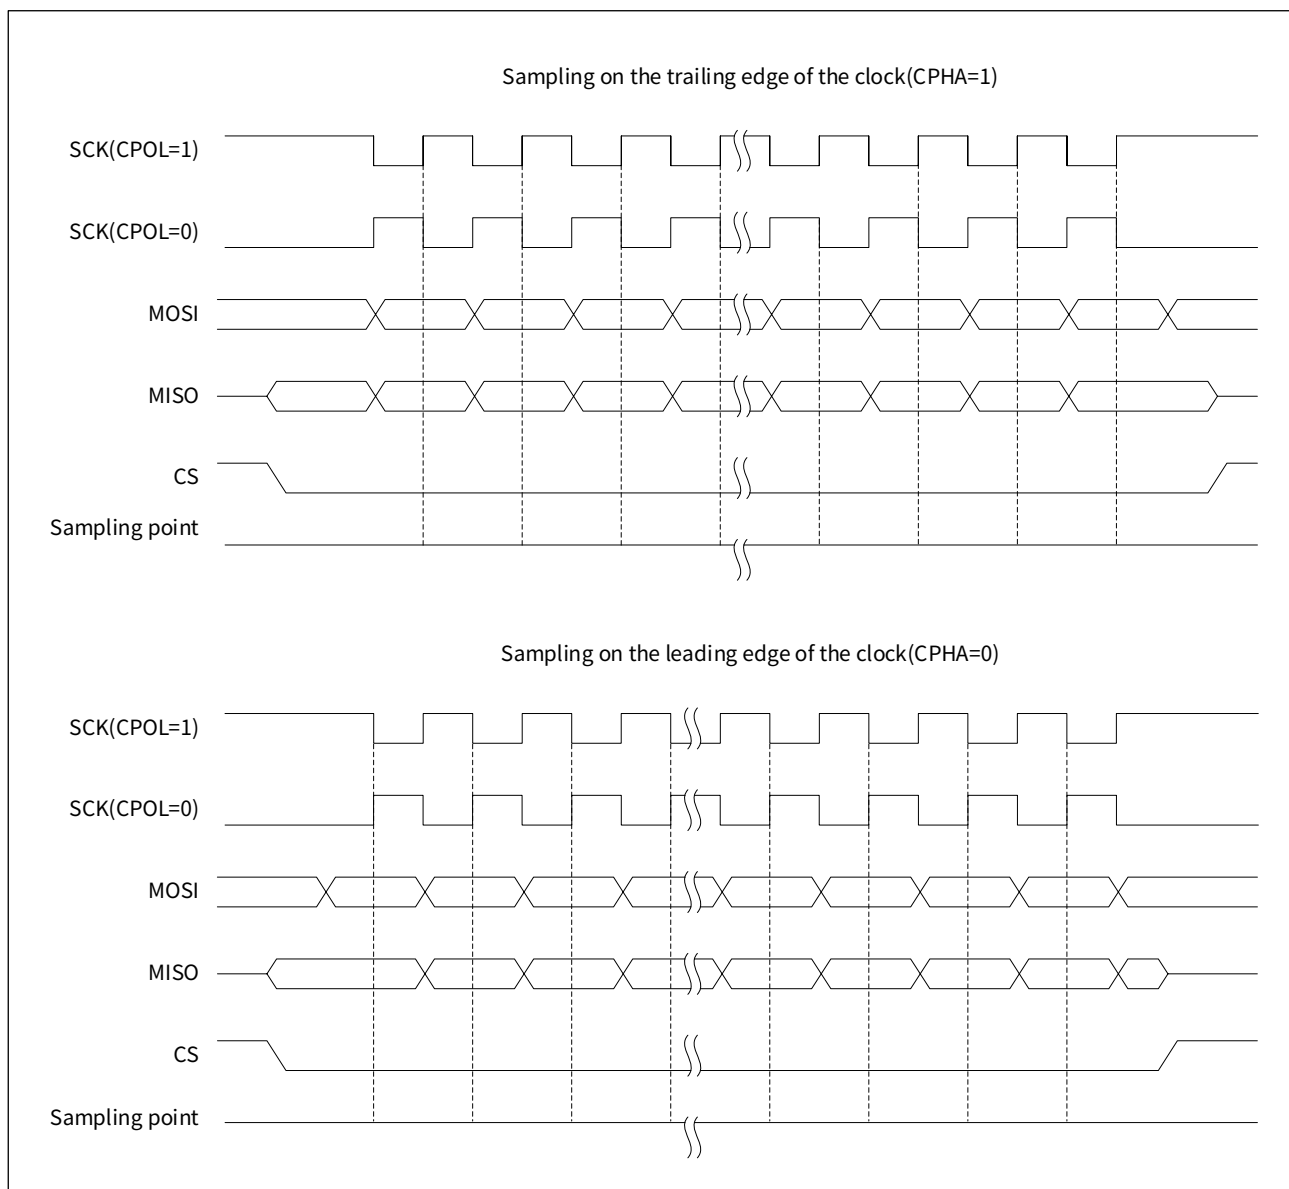 Sampling on the trailing edge of the clock(CPHA=1)
SCK(CPOL=1)
SCK(CPOL=0)
MOSI
MISO
CS
Sampling point
Sampling on the leading edge of the clock(CPHA=0)
SCK(CPOL=1)
SCK(CPOL=0)
MOSI
MISO
CS
Sampling point